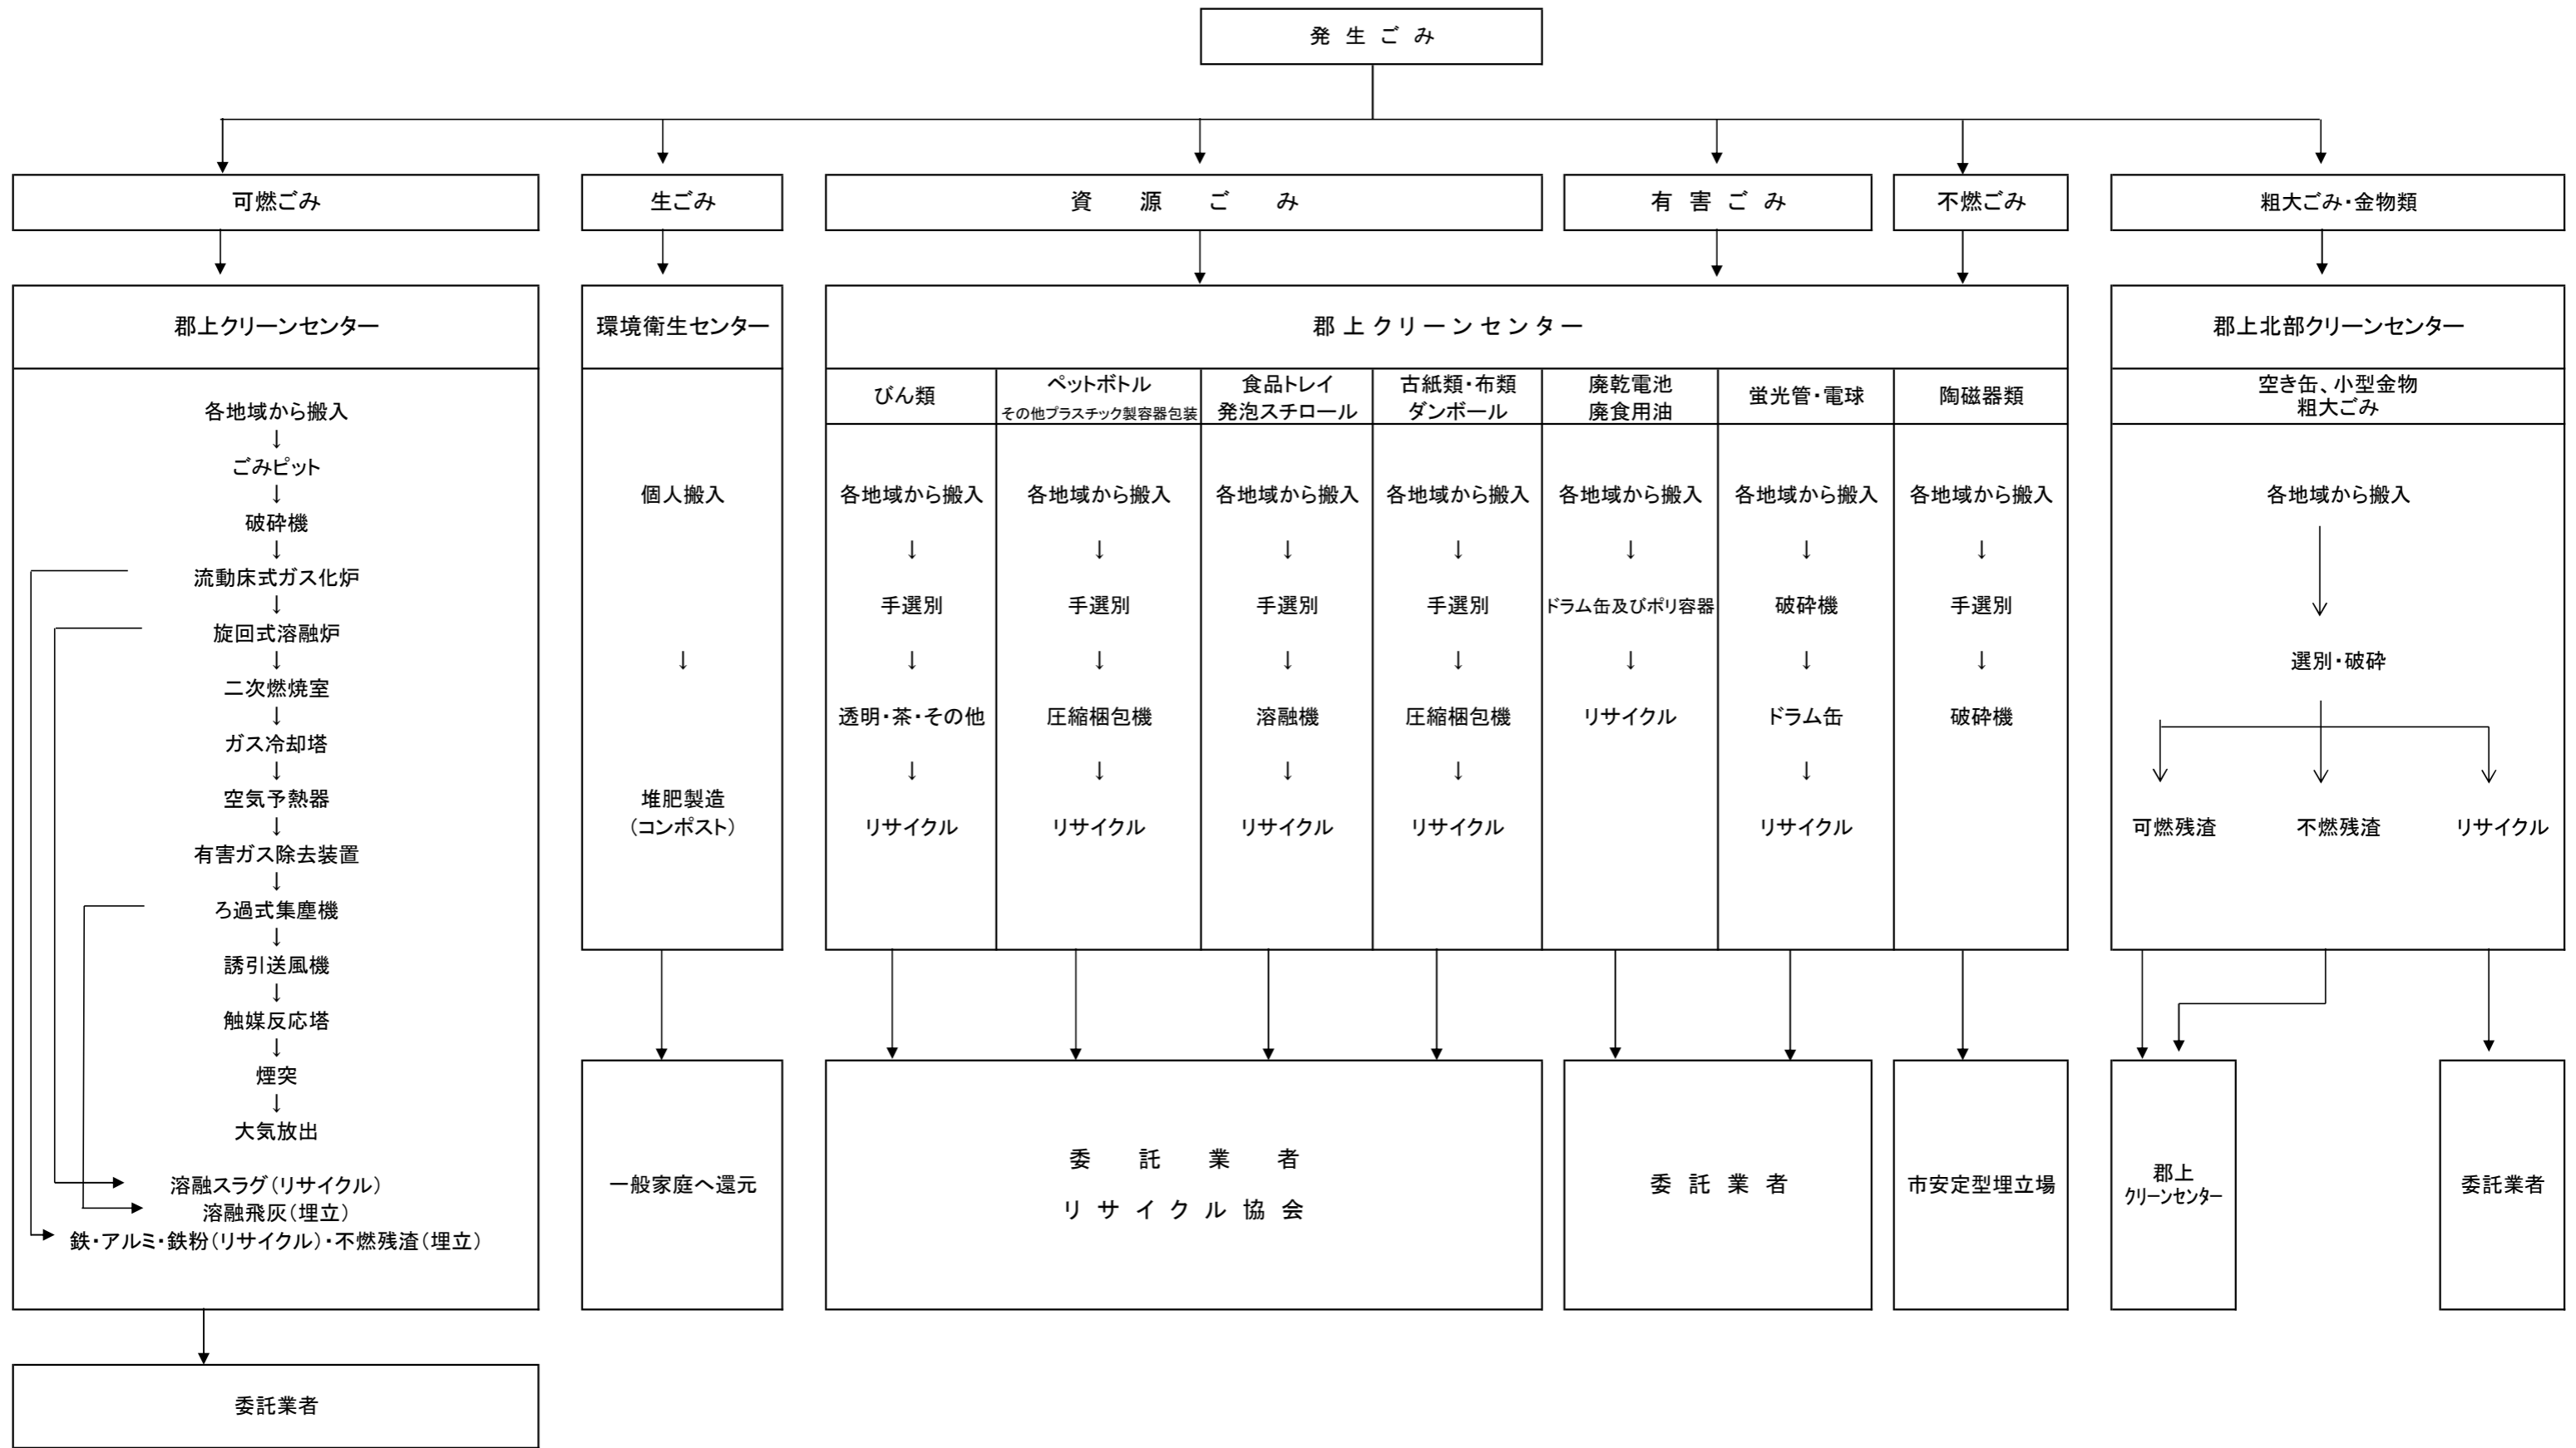 発生ごみ
可燃ごみ
生ごみ
資源ごみ
有害ごみ
不燃ごみ
粗大ごみ・金物類
郡上クリーンセンター
各地域から搬入
↓
ごみピット
↓
破砕機
↓
流動床式ガス化炉
↓
旋回式溶融炉
↓
二次燃焼室
↓
ガス冷却塔
↓
空気予熱器
↓
有害ガス除去装置
↓
ろ過式集塵機
↓
誘引送風機
↓
触媒反応塔
↓
煙突
↓
大気放出
溶融スラグ(リサイクル)
溶融飛灰(埋立)
鉄・アルミ・鉄粉(リサイクル)・不燃残渣(埋立)
委託業者
環境衛生センター
個人搬入
↓
堆肥製造
(コンポスト)
一般家庭へ還元
郡上クリーンセンター
びん類
各地域から搬入
↓
手選別
↓
透明・茶・その他
↓
リサイクル
ペットボトル
その他プラスチック製容器包装
各地域から搬入
↓
手選別
↓
圧縮梱包機
↓
リサイクル
食品トレイ
発泡スチロール
各地域から搬入
↓
手選別
↓
溶融機
↓
リサイクル
古紙類・布類
ダンボール
各地域から搬入
↓
手選別
↓
圧縮梱包機
↓
リサイクル
委託業者
リサイクル協会
廃乾電池
廃食用油
各地域から搬入
↓
ドラム缶及びポリ容器
↓
リサイクル
蛍光管・電球
各地域から搬入
↓
破砕機
↓
ドラム缶
↓
リサイクル
委託業者
陶磁器類
各地域から搬入
↓
手選別
↓
破砕機
市安定型埋立場
郡上北部クリーンセンター
空き缶、小型金物
粗大ごみ
各地域から搬入
選別・破砕
可燃残渣
不燃残渣
リサイクル
郡上
クリーンセンター
委託業者